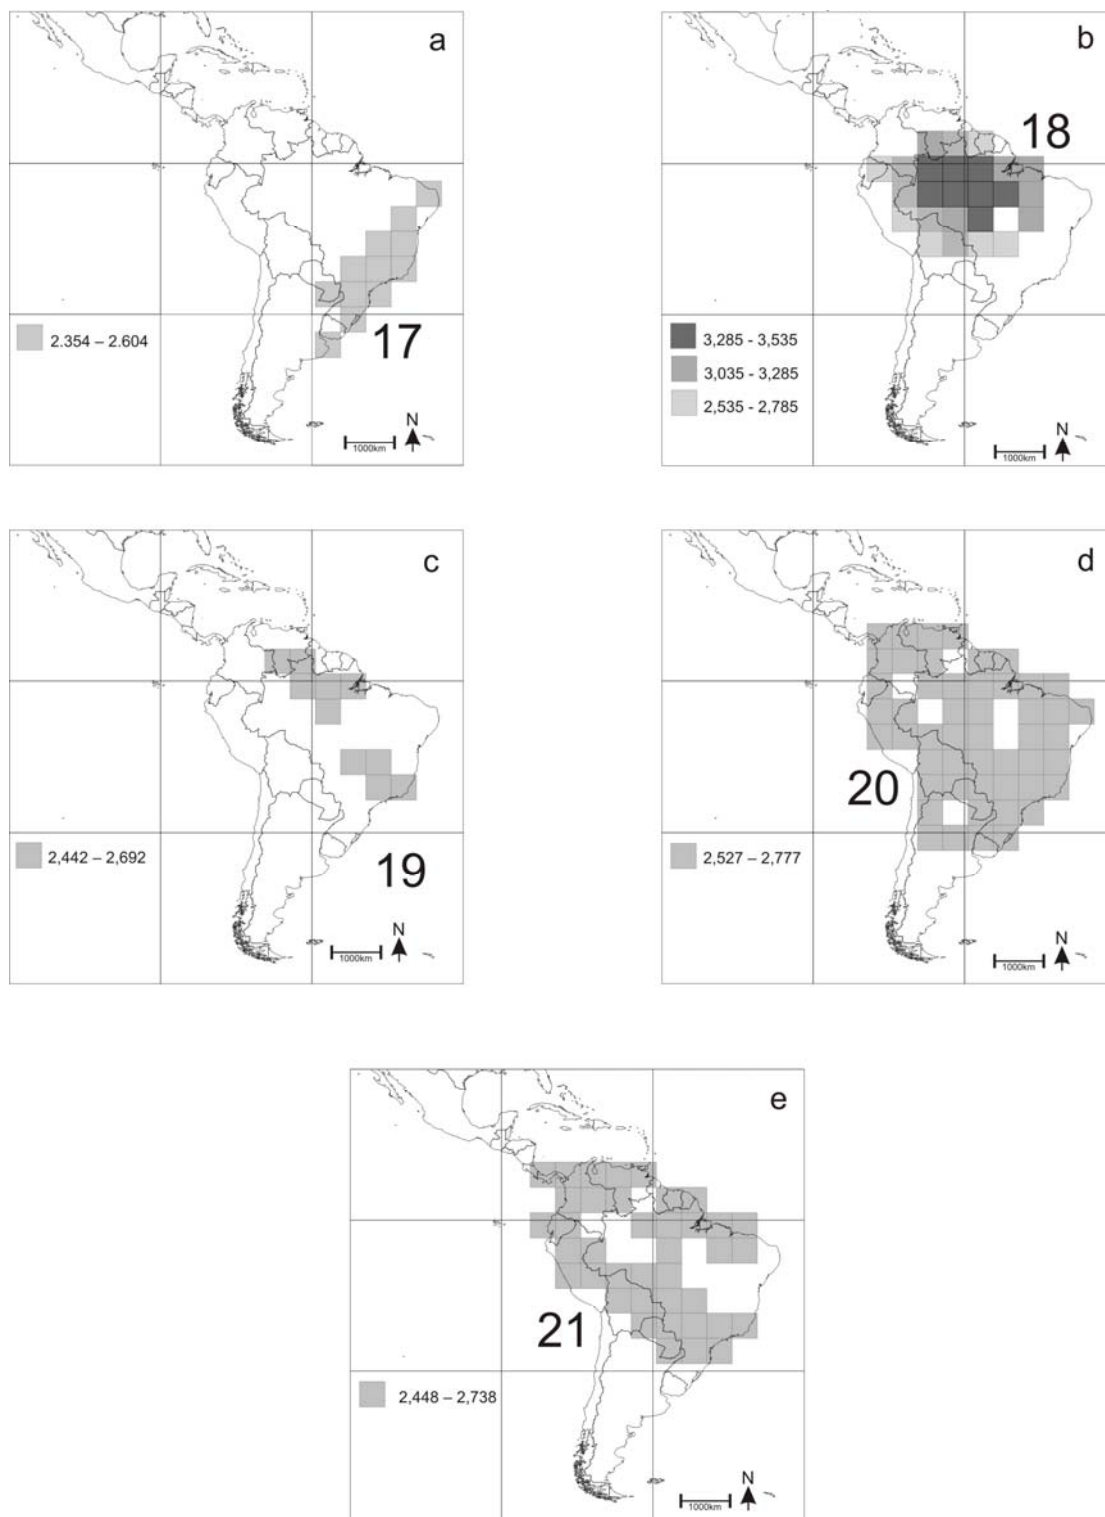 a
17
2.354 – 2.604
N
1000km
b
18
3,285 - 3,535
3,035 - 3,285
2,535 - 2,785
N
1000km
c
19
2,442 – 2,692
N
1000km
d
20
2,527 – 2,777
N
1000km
e
21
2,448 – 2,738
N
1000km